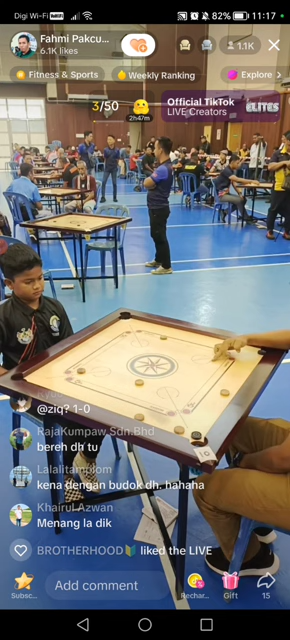 Digi Wi-Fi
82%
11:17
Fahmi Pakcu...
6.1K likes
1.1K
Fitness & Sports
Weekly Ranking
Explore >
3/50
2h47m
Official TikTok
LIVE Creators
ELITES
@ziq? 1-0
RajaKumpaw.Sdn.Bhd
bereh dh tu
Lalalitamplom
kena dengan budok dh. hahaha
Khairul Azwan
Menang la dik
BROTHERHOOD liked the LIVE
Subsc...
Add comment
Rechar...
Gift
15
10